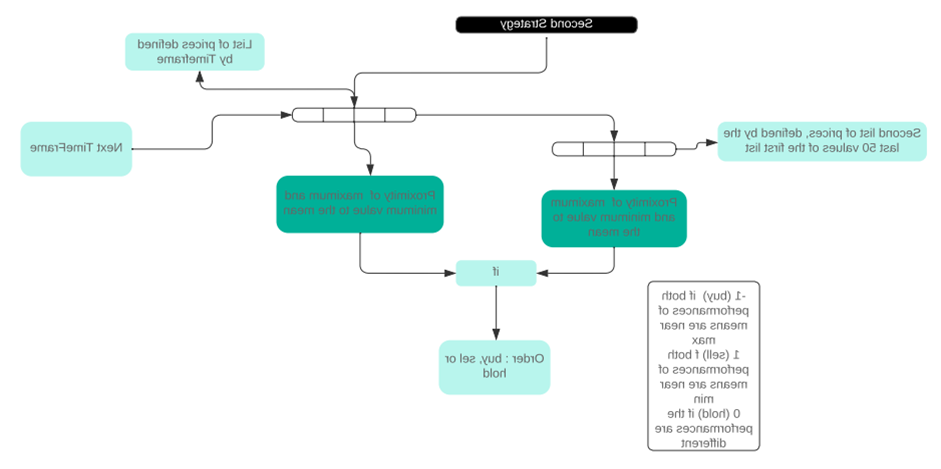 Second Strategy
List of prices defined
by Timeframe
Next TimeFrame
Second list of prices, defined, by the
last 50 values of the first list
Proximity of maximum and
minimum value to the mean
Proximity of maximum
and minimum value to
the mean
if
Order : buy, sel or
hold
-1 (buy) if both
performances of
means are near
max
1 (sell) f both
performances of
means are near
min
0 (hold) if the
performances are
different